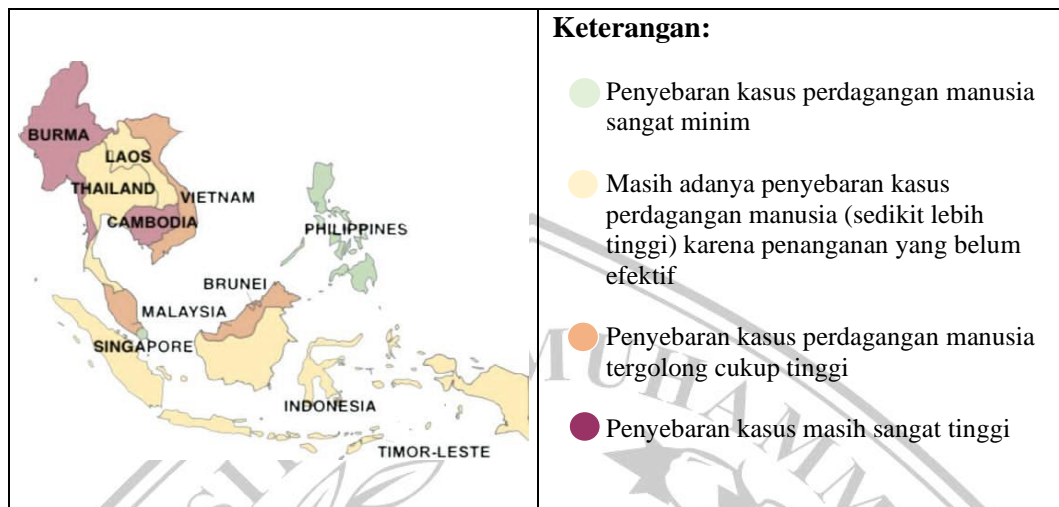 BURMA
LAOS
THAILAND
VIETNAM
CAMBODIA
PHILIPPINES
BRUNEI
MALAYSIA
SINGAPORE
INDONESIA
TIMOR-LESTE
Keterangan:
Penyebaran kasus perdagangan manusia
sangat minim
Masih adanya penyebaran kasus
perdagangan manusia (sedikit lebih
tinggi) karena penanganan yang belum
efektif
Penyebaran kasus perdagangan manusia
tergolong cukup tinggi
Penyebaran kasus masih sangat tinggi
MUHAMM